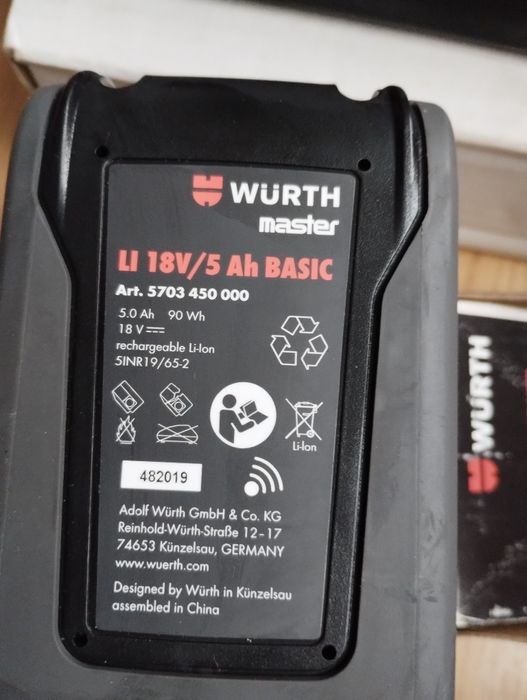 WÜRTH
master
LI 18V/5 Ah BASIC
Art. 5703 450 000
5.0 Ah 90 Wh
18 V
rechargeable Li-Ion
5INR19/65-2
Li-Ion
482019
Adolf Würth GmbH & Co. KG
Reinhold-Würth-Straße 12-17
74653 Künzelsau, GERMANY
www.wuerth.com
Designed by Würth in Künzelsau
assembled in China
WÜRTH